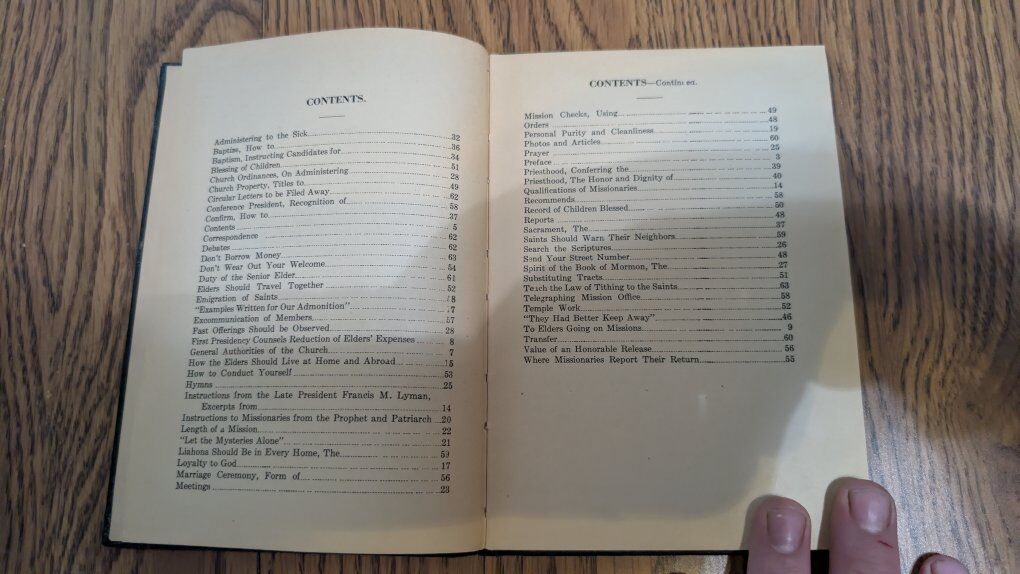 CONTENTS.
Administering to the Sick 32
Baptize, How to 36
Baptism, Instructing Candidates for 34
Blessing of Children 51
Church Ordinances, On Administering 28
Church Property, Titles to 49
Circular Letters to be Filed Away 62
Conference President, Recognition of 58
Confirm, How to 37
Contents 5
Correspondence 62
Debates 62
Don't Borrow Money 63
Don't Wear Out Your Welcome 54
Duty of the Senior Elder 61
Elders Should Travel Together 52
Emigration of Saints 8
"Examples Written for Our Admonition" 7
Excommunication of Members 57
Fast Offerings Should be Observed 28
First Presidency Counsels Reduction of Elders' Expenses 8
General Authorities of the Church 7
How the Elders Should Live at Home and Abroad 15
How to Conduct Yourself 53
Hymns 25
Instructions from the Late President Francis M. Lyman,
Excerpts from 14
Instructions to Missionaries from the Prophet and Patriarch 20
Length of a Mission 22
"Let the Mysteries Alone" 21
Liahona Should Be in Every Home, The 59
Loyalty to God 17
Marriage Ceremony, Form of 56
Meetings 23
CONTENTS—Continued.
Mission Checks, Using 49
Orders 48
Personal Purity and Cleanliness 19
Photos and Articles 60
Prayer 25
Preface 3
Priesthood, Conferring the 39
Priesthood, The Honor and Dignity of 40
Qualifications of Missionaries 14
Recommends 58
Record of Children Blessed 50
Reports 48
Sacrament, The 37
Saints Should Warn Their Neighbors 59
Search the Scriptures 26
Send Your Street Number 48
Spirit of the Book of Mormon, The 27
Substituting Tracts 51
Teach the Law of Tithing to the Saints 63
Telegraphing Mission Office 58
Temple Work 52
"They Had Better Keep Away" 46
To Elders Going on Missions 9
Transfer 60
Value of an Honorable Release 56
Where Missionaries Report Their Return 55